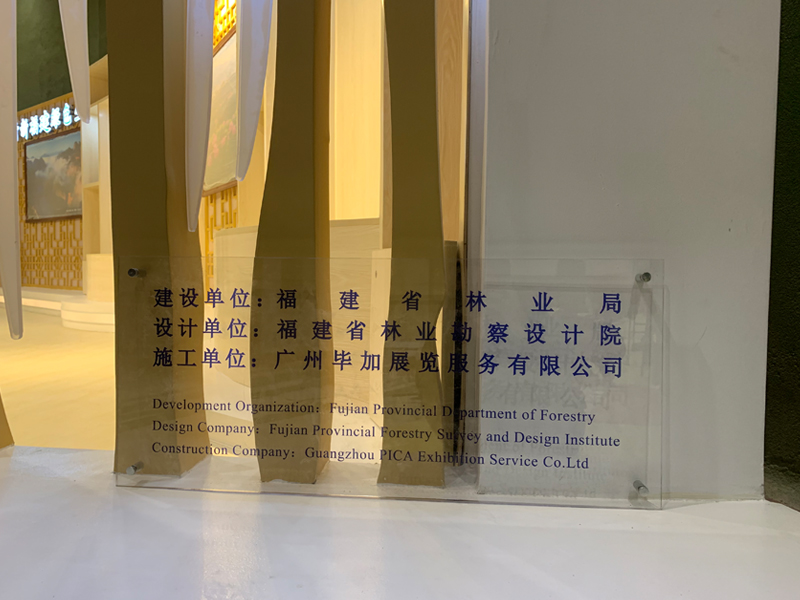 建设单位：福建省林业局
设计单位：福建省林业勘察设计院
施工单位：广州毕加展览服务有限公司
Development Organization: Fujian Provincial Department of Forestry
Design Company: Fujian Provincial Forestry Survey and Design Institute
Construction Company: Guangzhou PICA Exhibition Service Co.Ltd